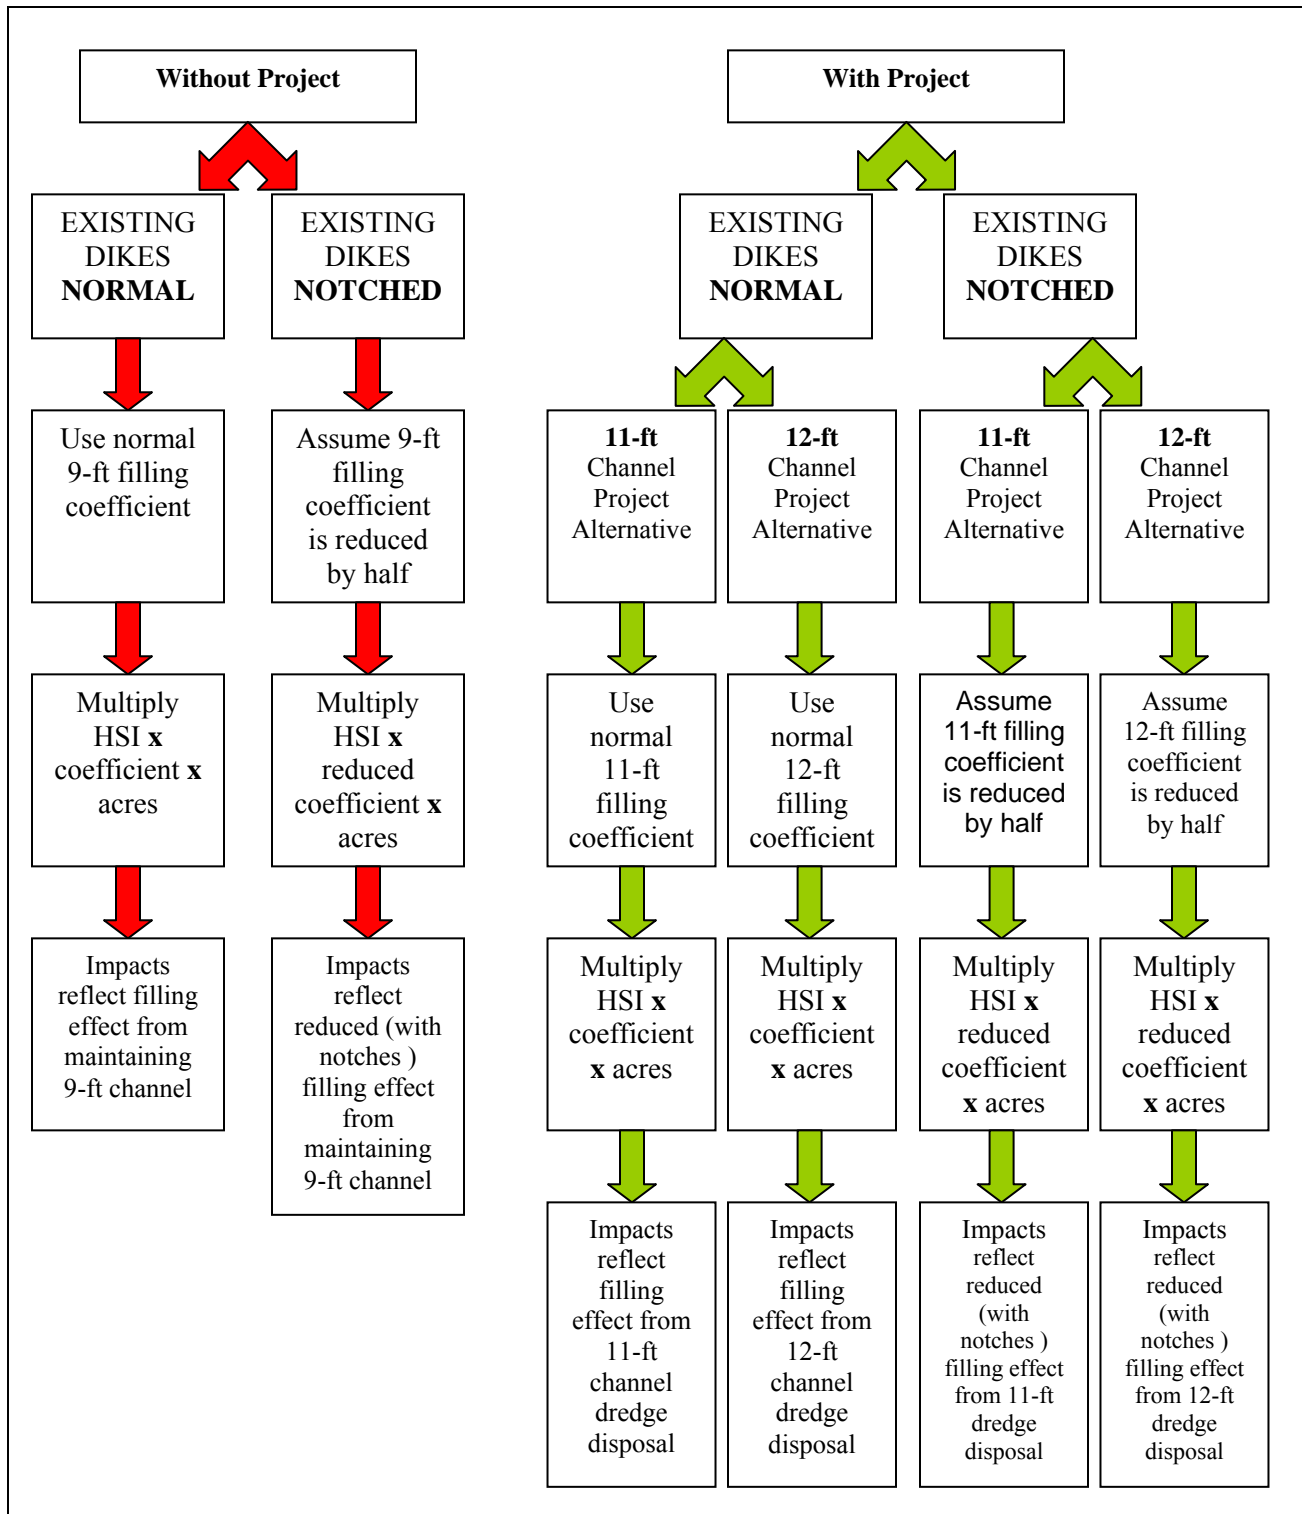 Without Project
EXISTING
DIKES
NORMAL
EXISTING
DIKES
NOTCHED
Use normal
9-ft filling
coefficient
Assume 9-ft
filling
coefficient
is reduced
by half
Multiply
HSI x
coefficient x
acres
Multiply
HSI x
reduced
coefficient x
acres
Impacts
reflect filling
effect from
maintaining
9-ft channel
Impacts
reflect
reduced (with
notches )
filling effect
from
maintaining
9-ft channel
With Project
EXISTING
DIKES
NORMAL
EXISTING
DIKES
NOTCHED
11-ft
Channel
Project
Alternative
12-ft
Channel
Project
Alternative
11-ft
Channel
Project
Alternative
12-ft
Channel
Project
Alternative
Use
normal
11-ft
filling
coefficient
Use
normal
12-ft
filling
coefficient
Assume
11-ft filling
coefficient
is reduced
by half
Assume
12-ft filling
coefficient
is reduced
by half
Multiply
HSI x
coefficient
x acres
Multiply
HSI x
coefficient
x acres
Multiply
HSI x
reduced
coefficient
x acres
Multiply
HSI x
reduced
coefficient
x acres
Impacts
reflect
filling
effect from
11-ft
channel
dredge
disposal
Impacts
reflect
filling
effect from
12-ft
channel
dredge
disposal
Impacts
reflect reduced
(with
notches )
filling effect
from 11-ft
dredge
disposal
Impacts
reflect
reduced
(with
notches )
filling effect
from 12-ft
dredge
disposal